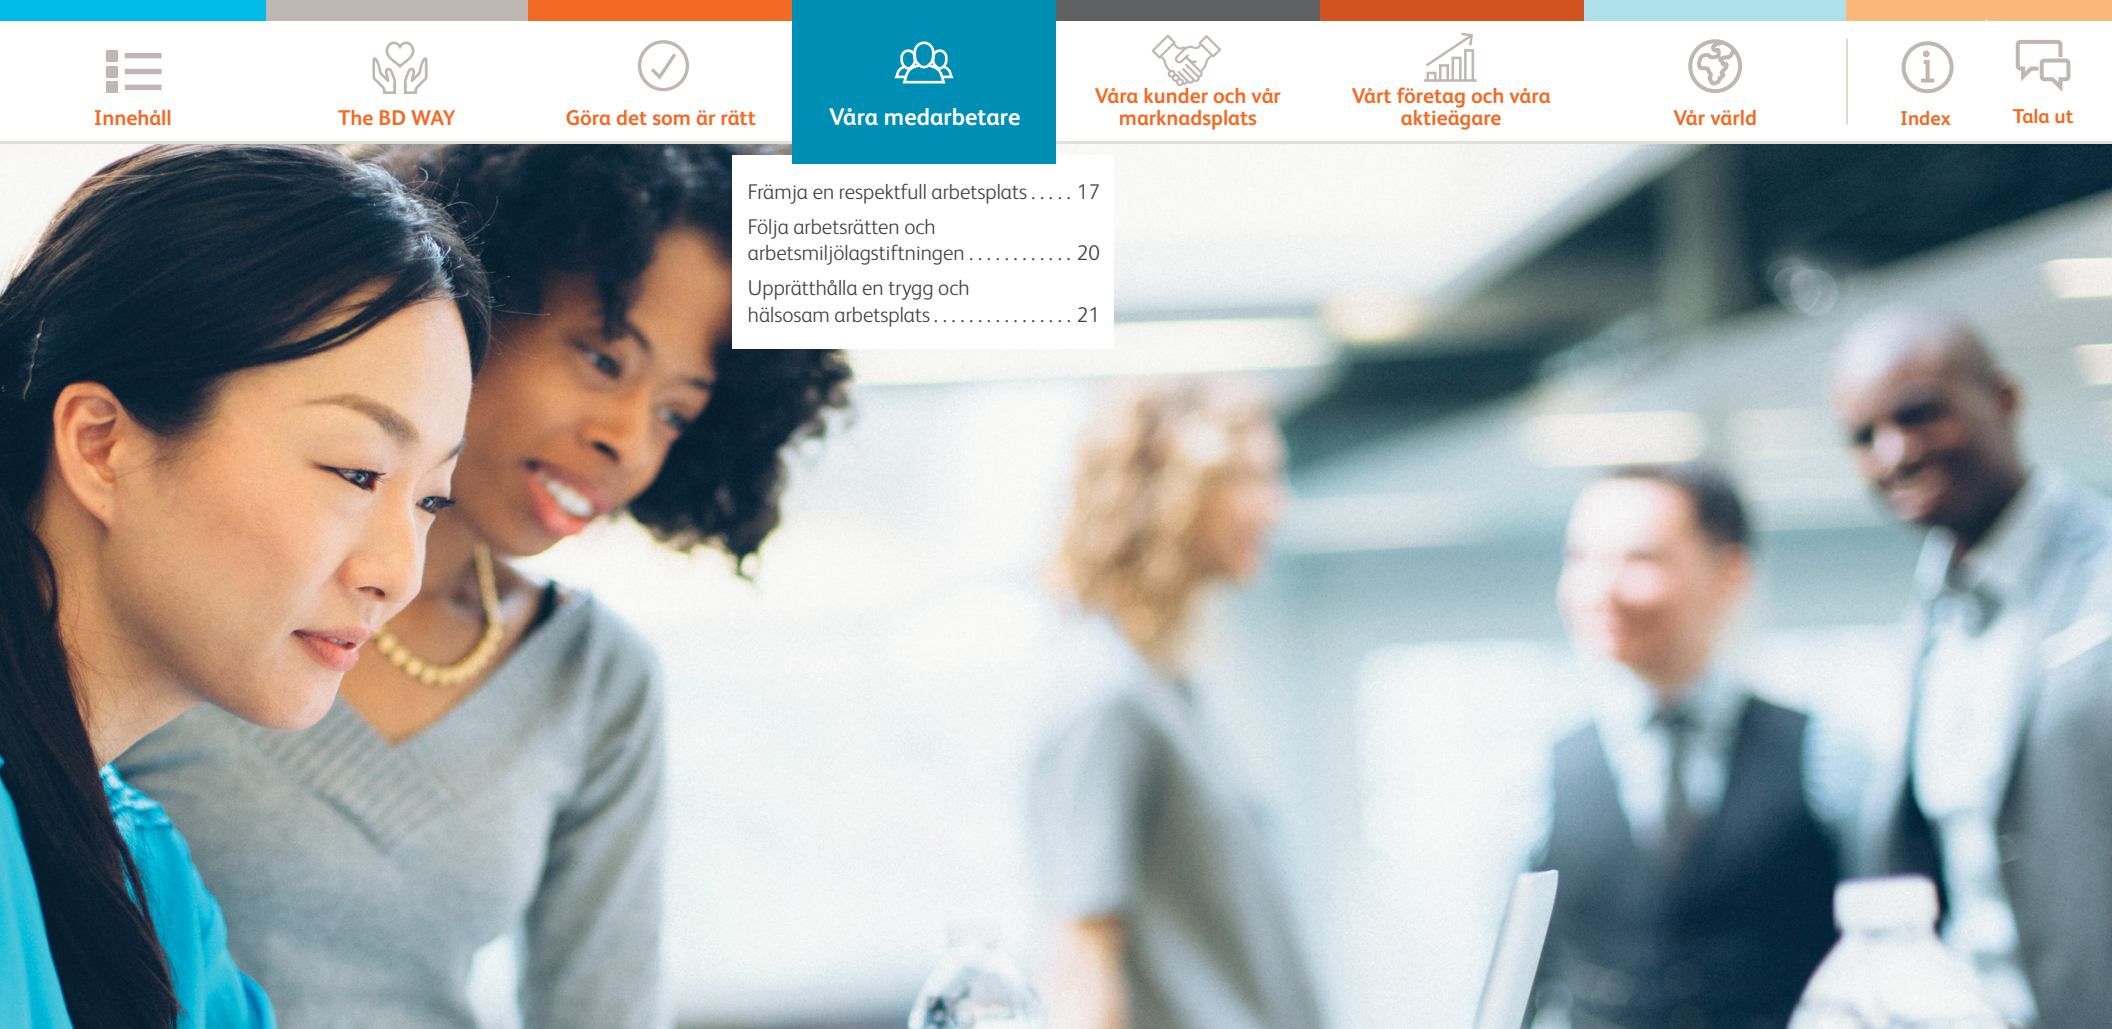 Innehåll
The BD WAY
Göra det som är rätt
Våra medarbetare
Våra kunder och vår
marknadsplats
Vårt företag och våra
aktieägare
Vår värld
Index
Tala ut
Främja en respektfull arbetsplats . . . . . 17
Följa arbetsrätten och
arbetsmiljölagstiftningen . . . . . . . . . . . . 20
Upprätthålla en trygg och
hälsosam arbetsplats . . . . . . . . . . . . . . . . 21